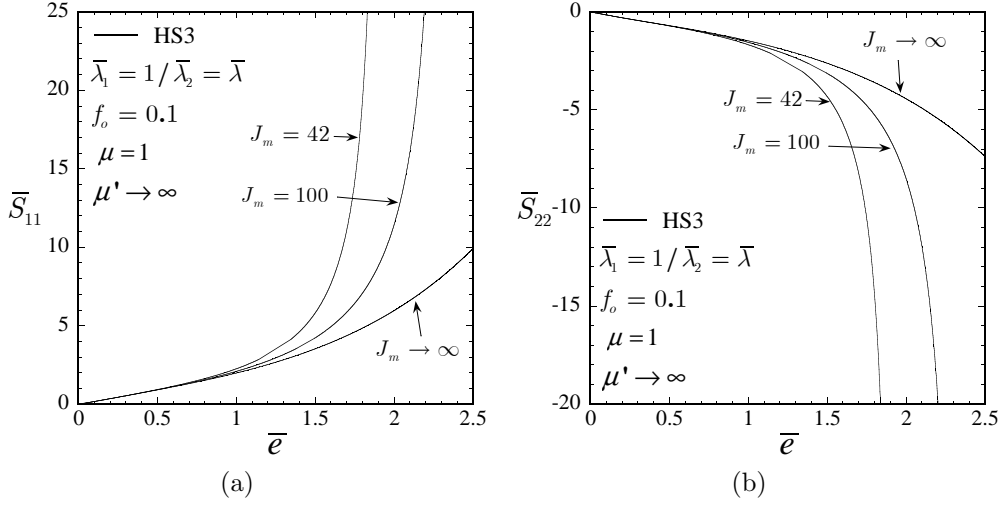 25
20
15
10
5
0
HS3
λ̄₁ = 1/λ̄₂ = λ̄
fₒ = 0.1
μ = 1
μ' → ∞
S̄₁₁
Jₘ = 42
Jₘ = 100
Jₘ → ∞
0 0.5 1 1.5 2 2.5
e̅
(a)
0
-5
-10
-15
-20
Jₘ → ∞
Jₘ = 42
Jₘ = 100
S̄₂₂
HS3
λ̄₁ = 1/λ̄₂ = λ̄
fₒ = 0.1
μ = 1
μ' → ∞
0 0.5 1 1.5 2 2.5
e̅
(b)